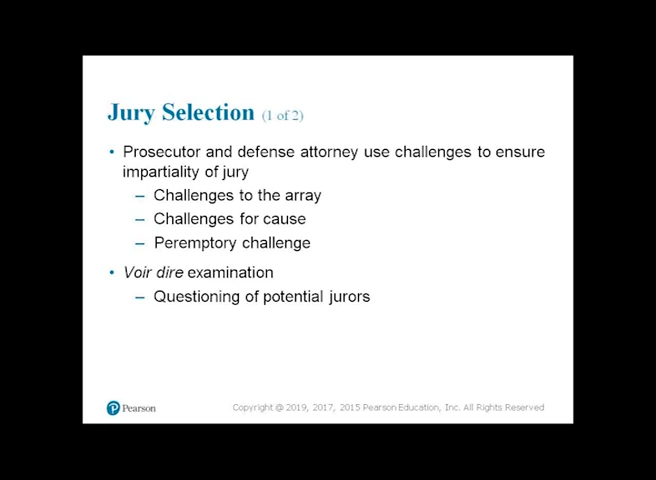 Jury Selection (1 of 2)
• Prosecutor and defense attorney use challenges to ensure
impartiality of jury
– Challenges to the array
– Challenges for cause
– Peremptory challenge
• Voir dire examination
– Questioning of potential jurors
Pearson
Copyright @ 2019, 2017, 2015 Pearson Education, Inc. All Rights Reserved